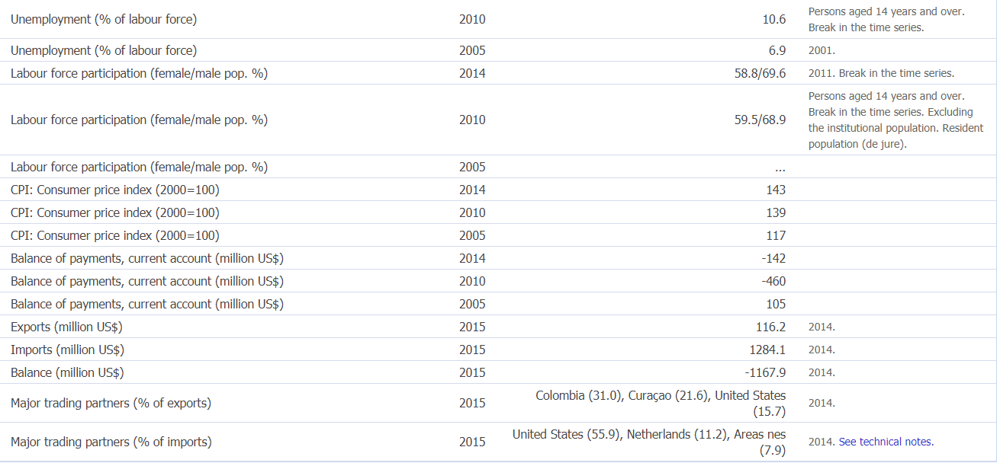 Unemployment (% of labour force) 2010 10.6 Persons aged 14 years and over.
Break in the time series.
Unemployment (% of labour force) 2005 6.9 2001.
Labour force participation (female/male pop. %) 2014 58.8/69.6 2011. Break in the time series.
Labour force participation (female/male pop. %) 2010 59.5/68.9 Persons aged 14 years and over.
Break in the time series. Excluding
the institutional population. Resident
population (de jure).
Labour force participation (female/male pop. %) 2005 ...
CPI: Consumer price index (2000=100) 2014 143
CPI: Consumer price index (2000=100) 2010 139
CPI: Consumer price index (2000=100) 2005 117
Balance of payments, current account (million US$) 2014 -142
Balance of payments, current account (million US$) 2010 -460
Balance of payments, current account (million US$) 2005 105
Exports (million US$) 2015 116.2 2014.
Imports (million US$) 2015 1284.1 2014.
Balance (million US$) 2015 -1167.9 2014.
Major trading partners (% of exports) 2015 Colombia (31.0), Curaçao (21.6), United States
(15.7) 2014.
Major trading partners (% of imports) 2015 United States (55.9), Netherlands (11.2), Areas nes
(7.9) 2014. See technical notes.